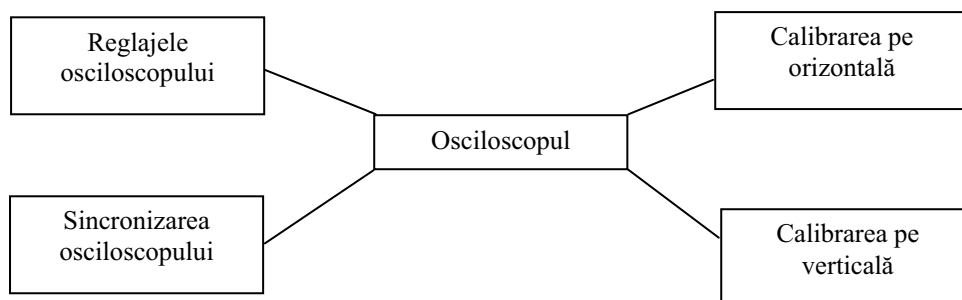 Reglajele
osciloscopului
Calibrarea pe
orizontală
Osciloscopul
Sincronizarea
osciloscopului
Calibrarea pe
verticală